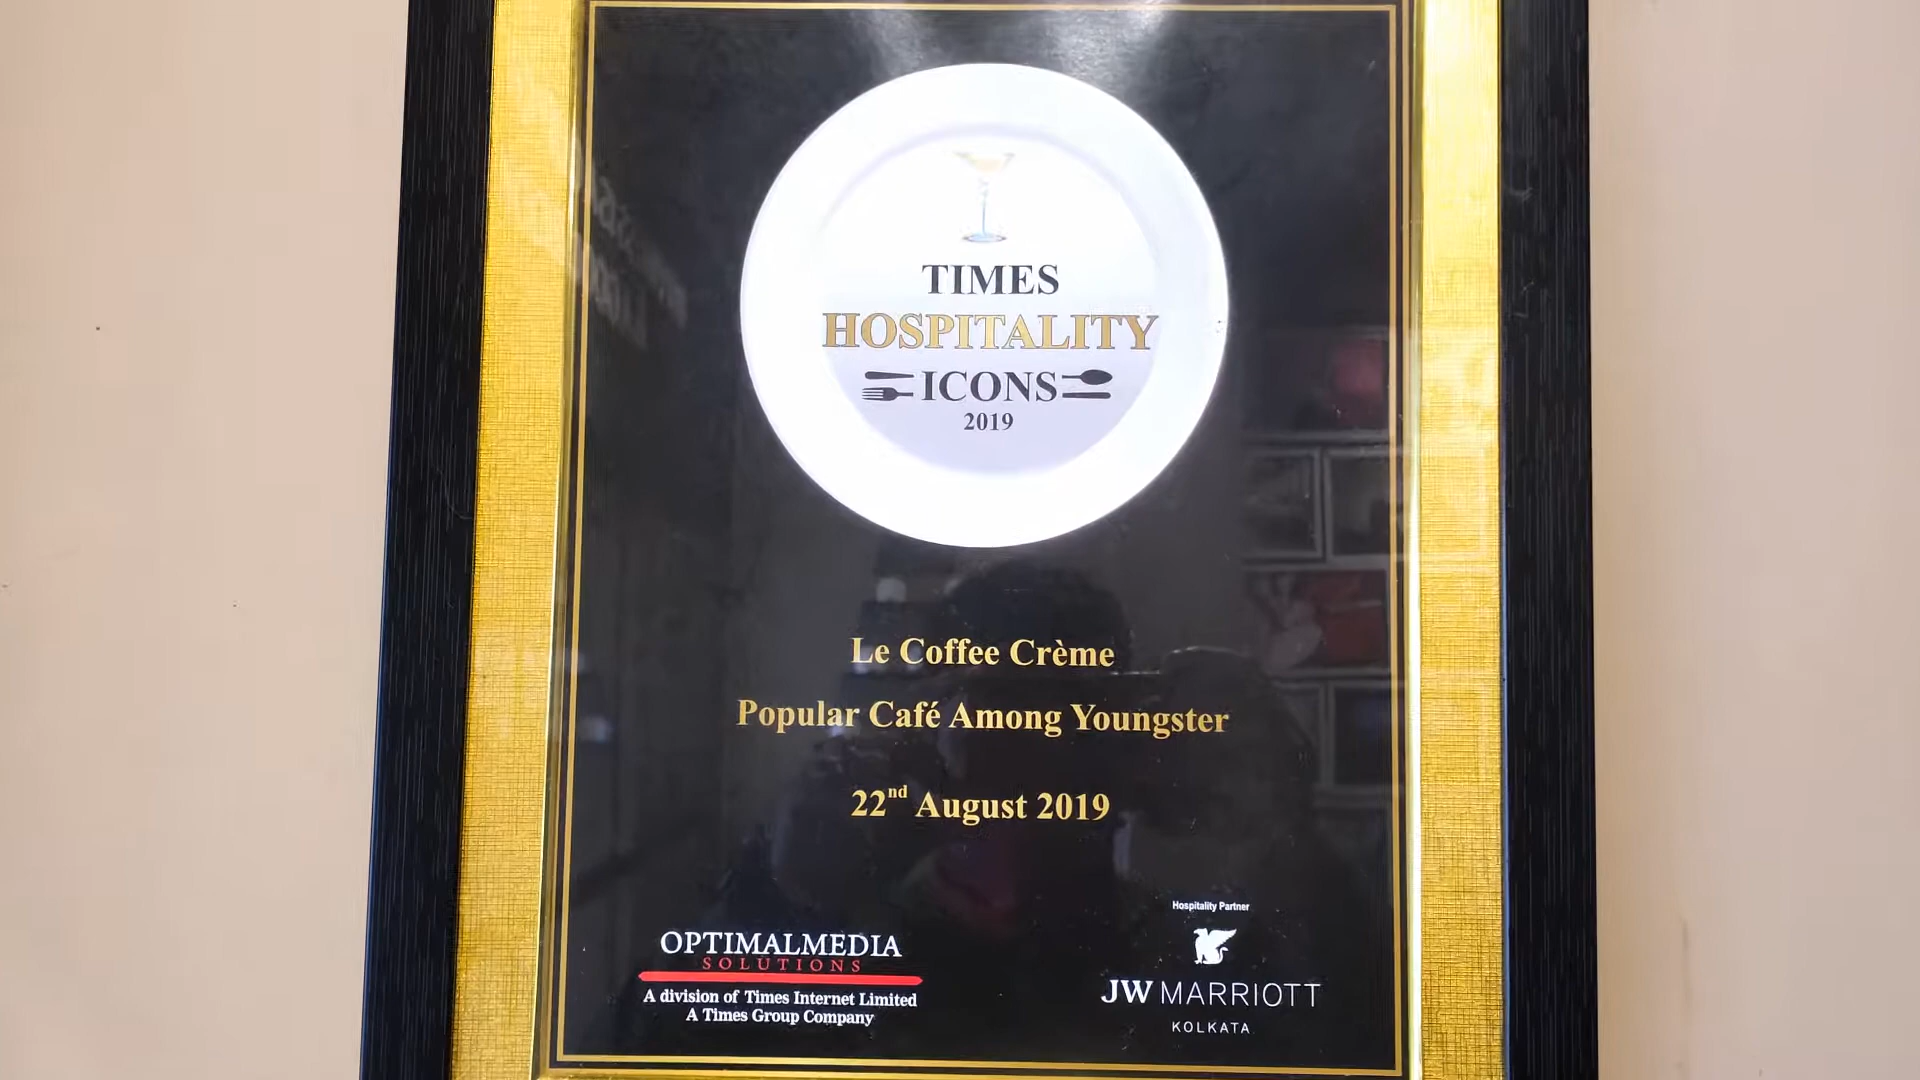 TIMES
HOSPITALITY
ICONS
2019
Le Coffee Crème
Popular Café Among Youngster
22nd August 2019
OPTIMALMEDIA
SOLUTIONS
A division of Times Internet Limited
A Times Group Company
Hospitality Partner
JW MARRIOTT
KOLKATA